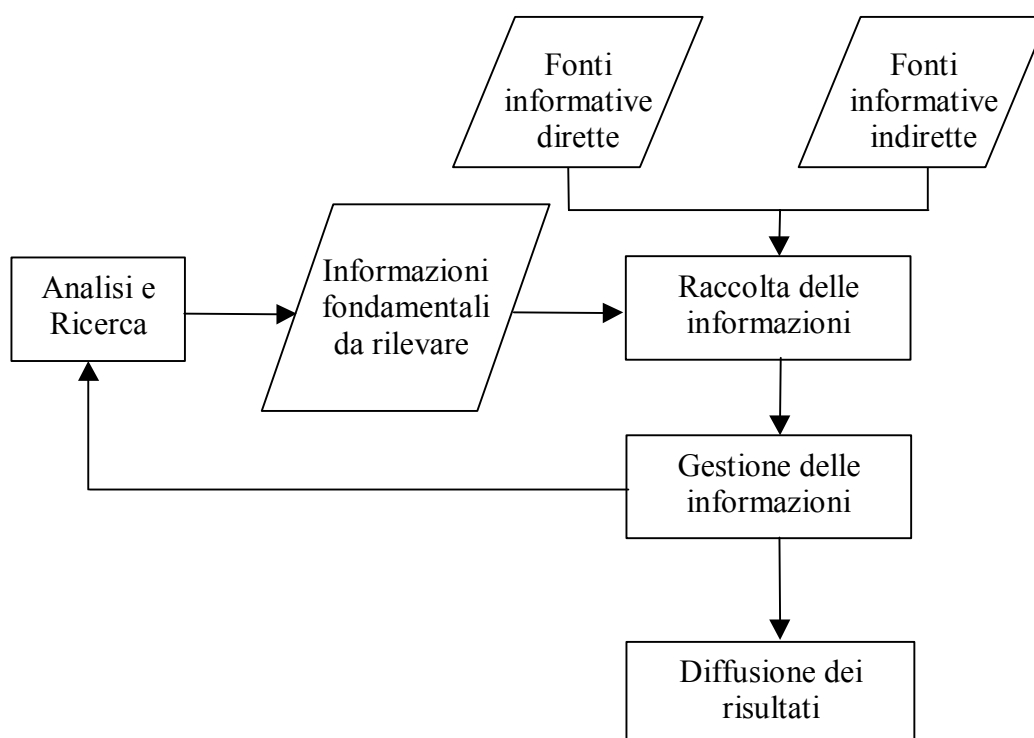 Fonti
informative
dirette
Fonti
informative
indirette
Analisi e
Ricerca
Informazioni
fondamentali
da rilevare
Raccolta delle
informazioni
Gestione delle
informazioni
Diffusione dei
risultati